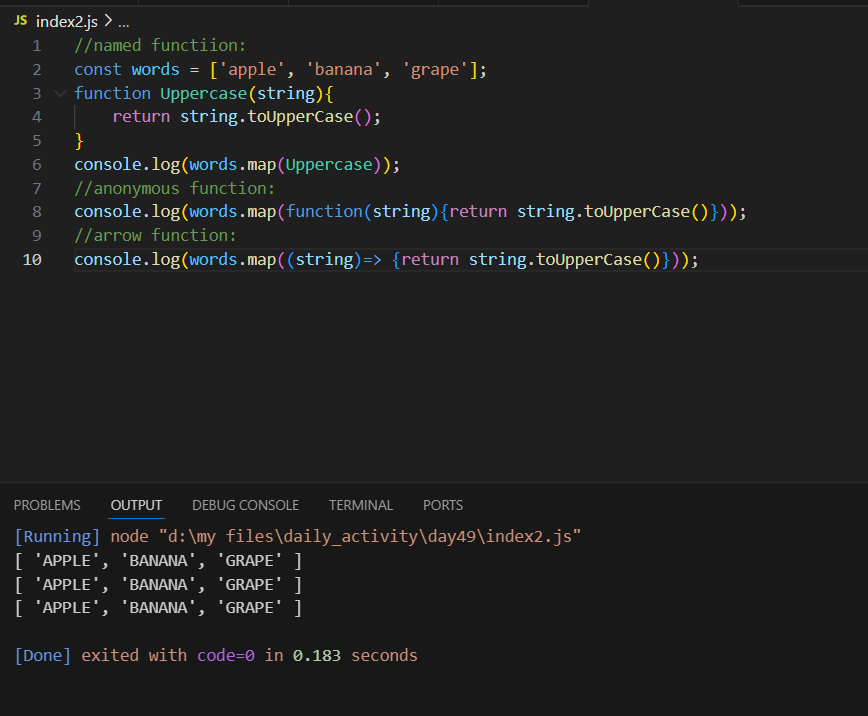 JS index2.js > ...
1 //named functiion:
2 const words = ['apple', 'banana', 'grape'];
3 function Uppercase(string){
4     return string.toUpperCase();
5 }
6 console.log(words.map(Uppercase));
7 //anonymous function:
8 console.log(words.map(function(string){return string.toUpperCase()}));
9 //arrow function:
10 console.log(words.map((string)=> {return string.toUpperCase()}));
PROBLEMS OUTPUT DEBUG CONSOLE TERMINAL PORTS
[Running] node "d:\my files\daily_activity\day49\index2.js"
[ 'APPLE', 'BANANA', 'GRAPE' ]
[ 'APPLE', 'BANANA', 'GRAPE' ]
[ 'APPLE', 'BANANA', 'GRAPE' ]
[Done] exited with code=0 in 0.183 seconds